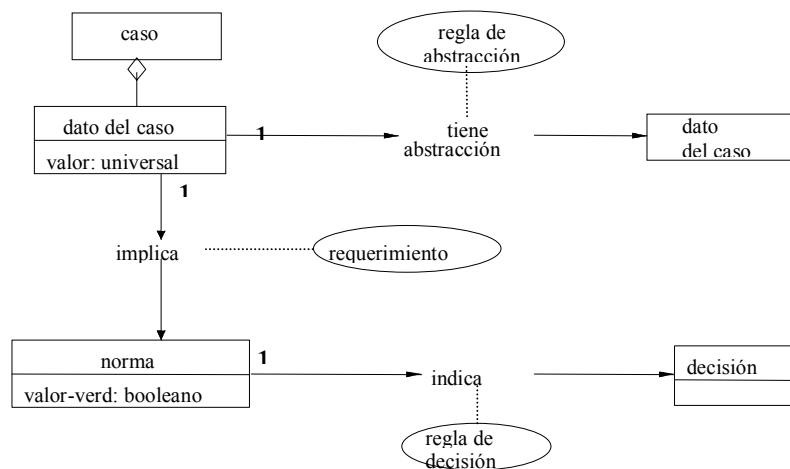 caso
regla de
abstracción
dato del caso
valor: universal
1
tiene
abstracción
dato
del caso
1
implica
requerimiento
norma
valor-verd: booleano
1
indica
decisión
regla de
decisión